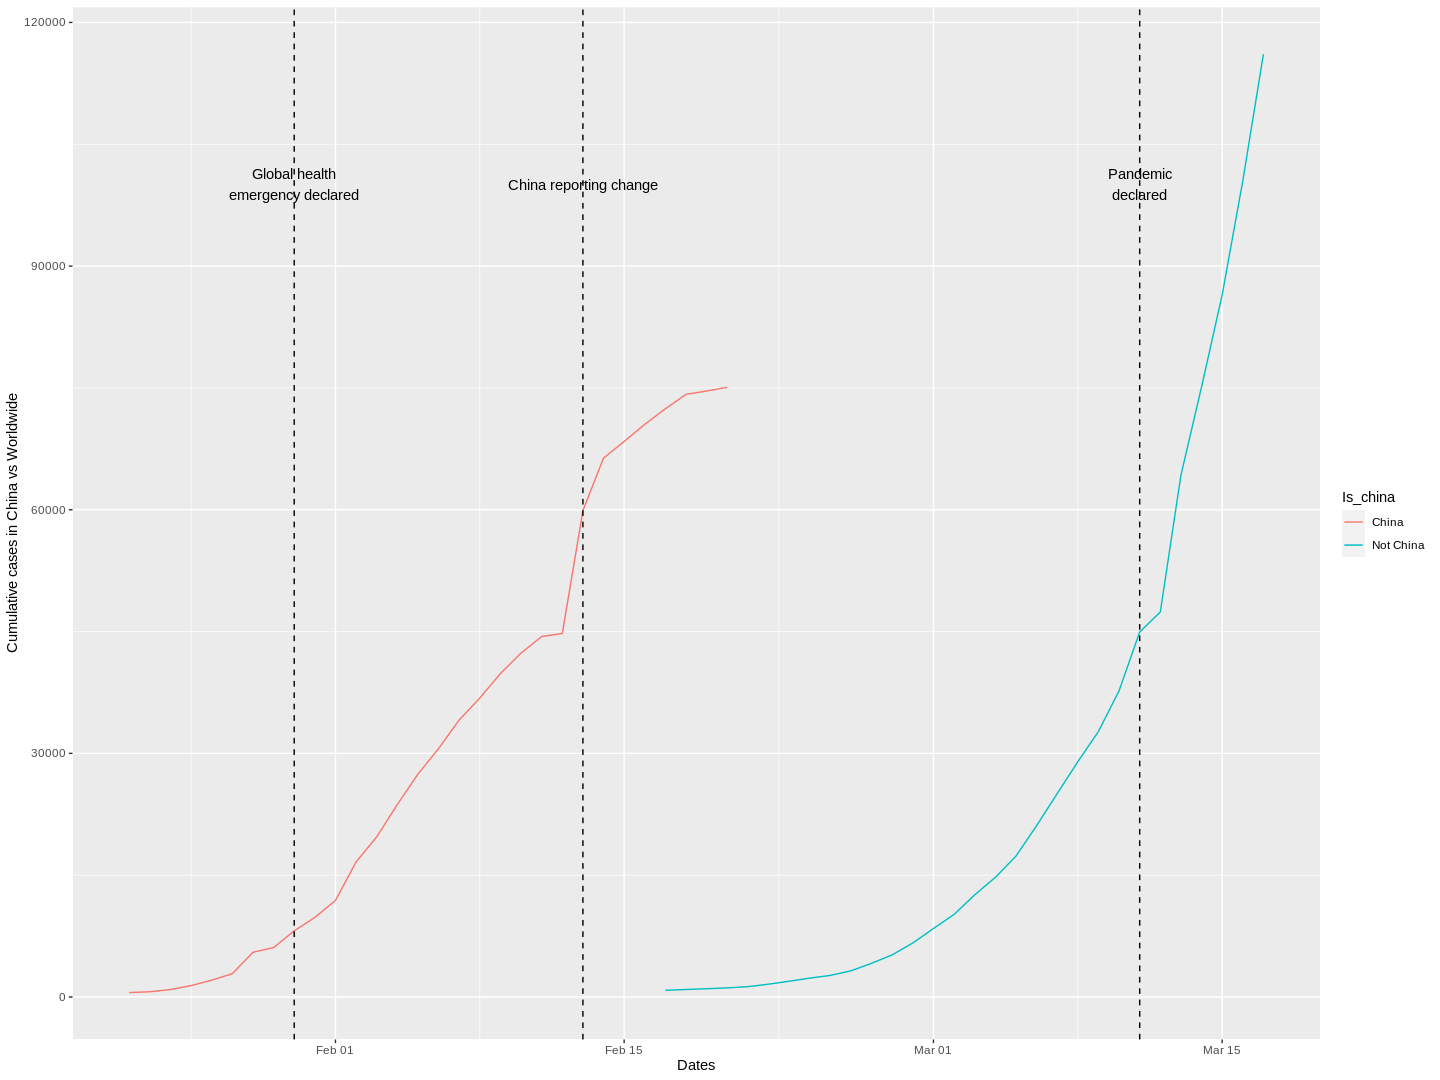 120000
90000
60000
30000
0
Cumulative cases in China vs Worldwide
Global health
emergency declared
China reporting change
Pandemic
declared
Feb 01
Feb 15
Mar 01
Mar 15
Dates
Is_china
China
Not China